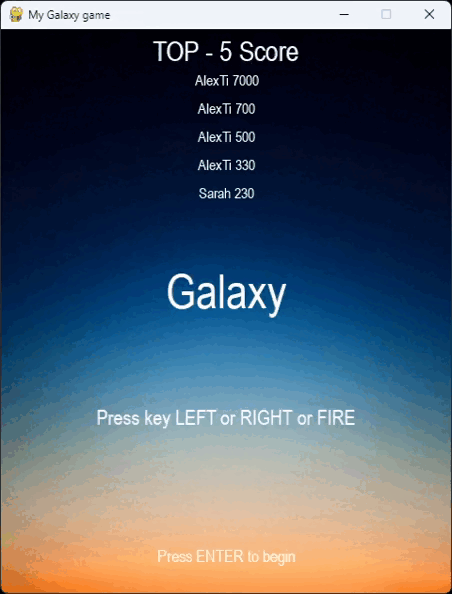 My Galaxy game
TOP - 5 Score
AlexTi 7000
AlexTi 700
AlexTi 500
AlexTi 330
Sarah 230
Galaxy
Press key LEFT or RIGHT or FIRE
Press ENTER to begin